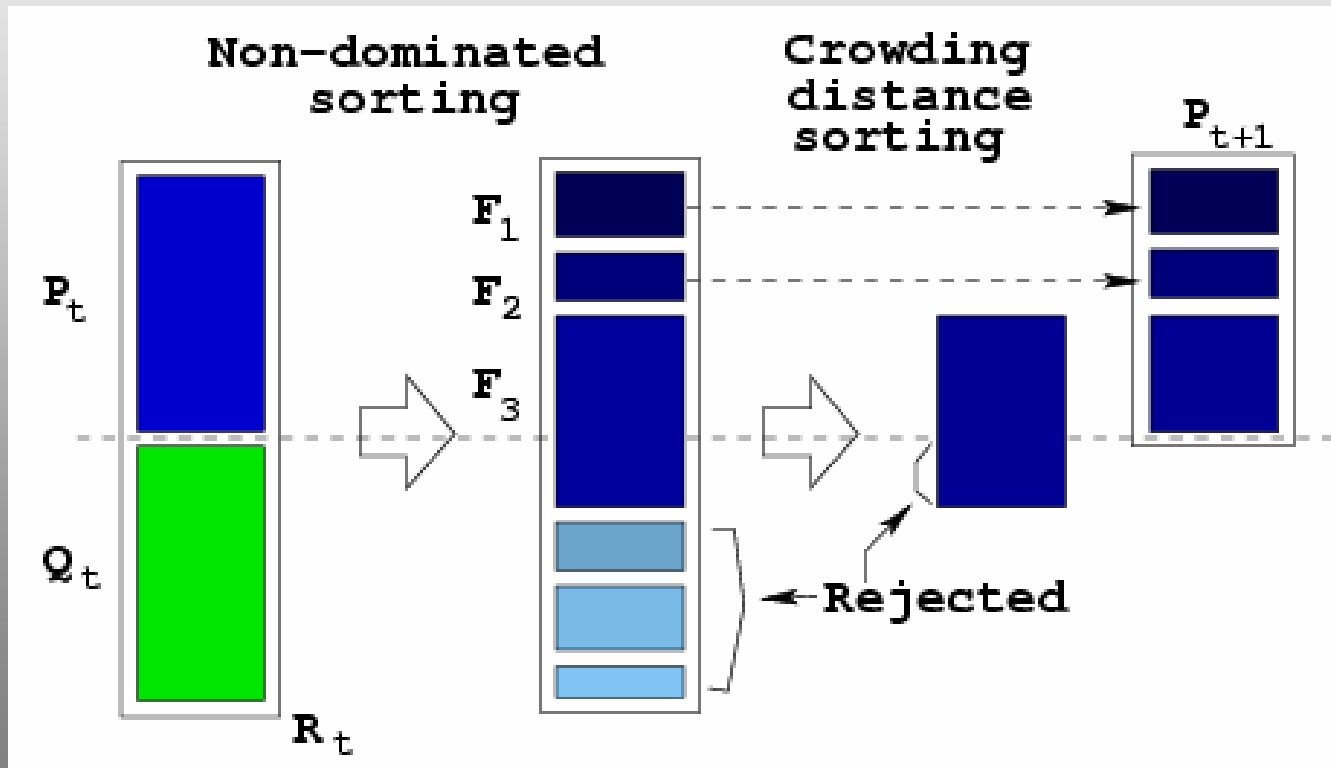 Non-dominated
sorting
Crowding
distance
sorting
P t+1
F 1
P t
F 2
F 3
Q t
Rejected
R t